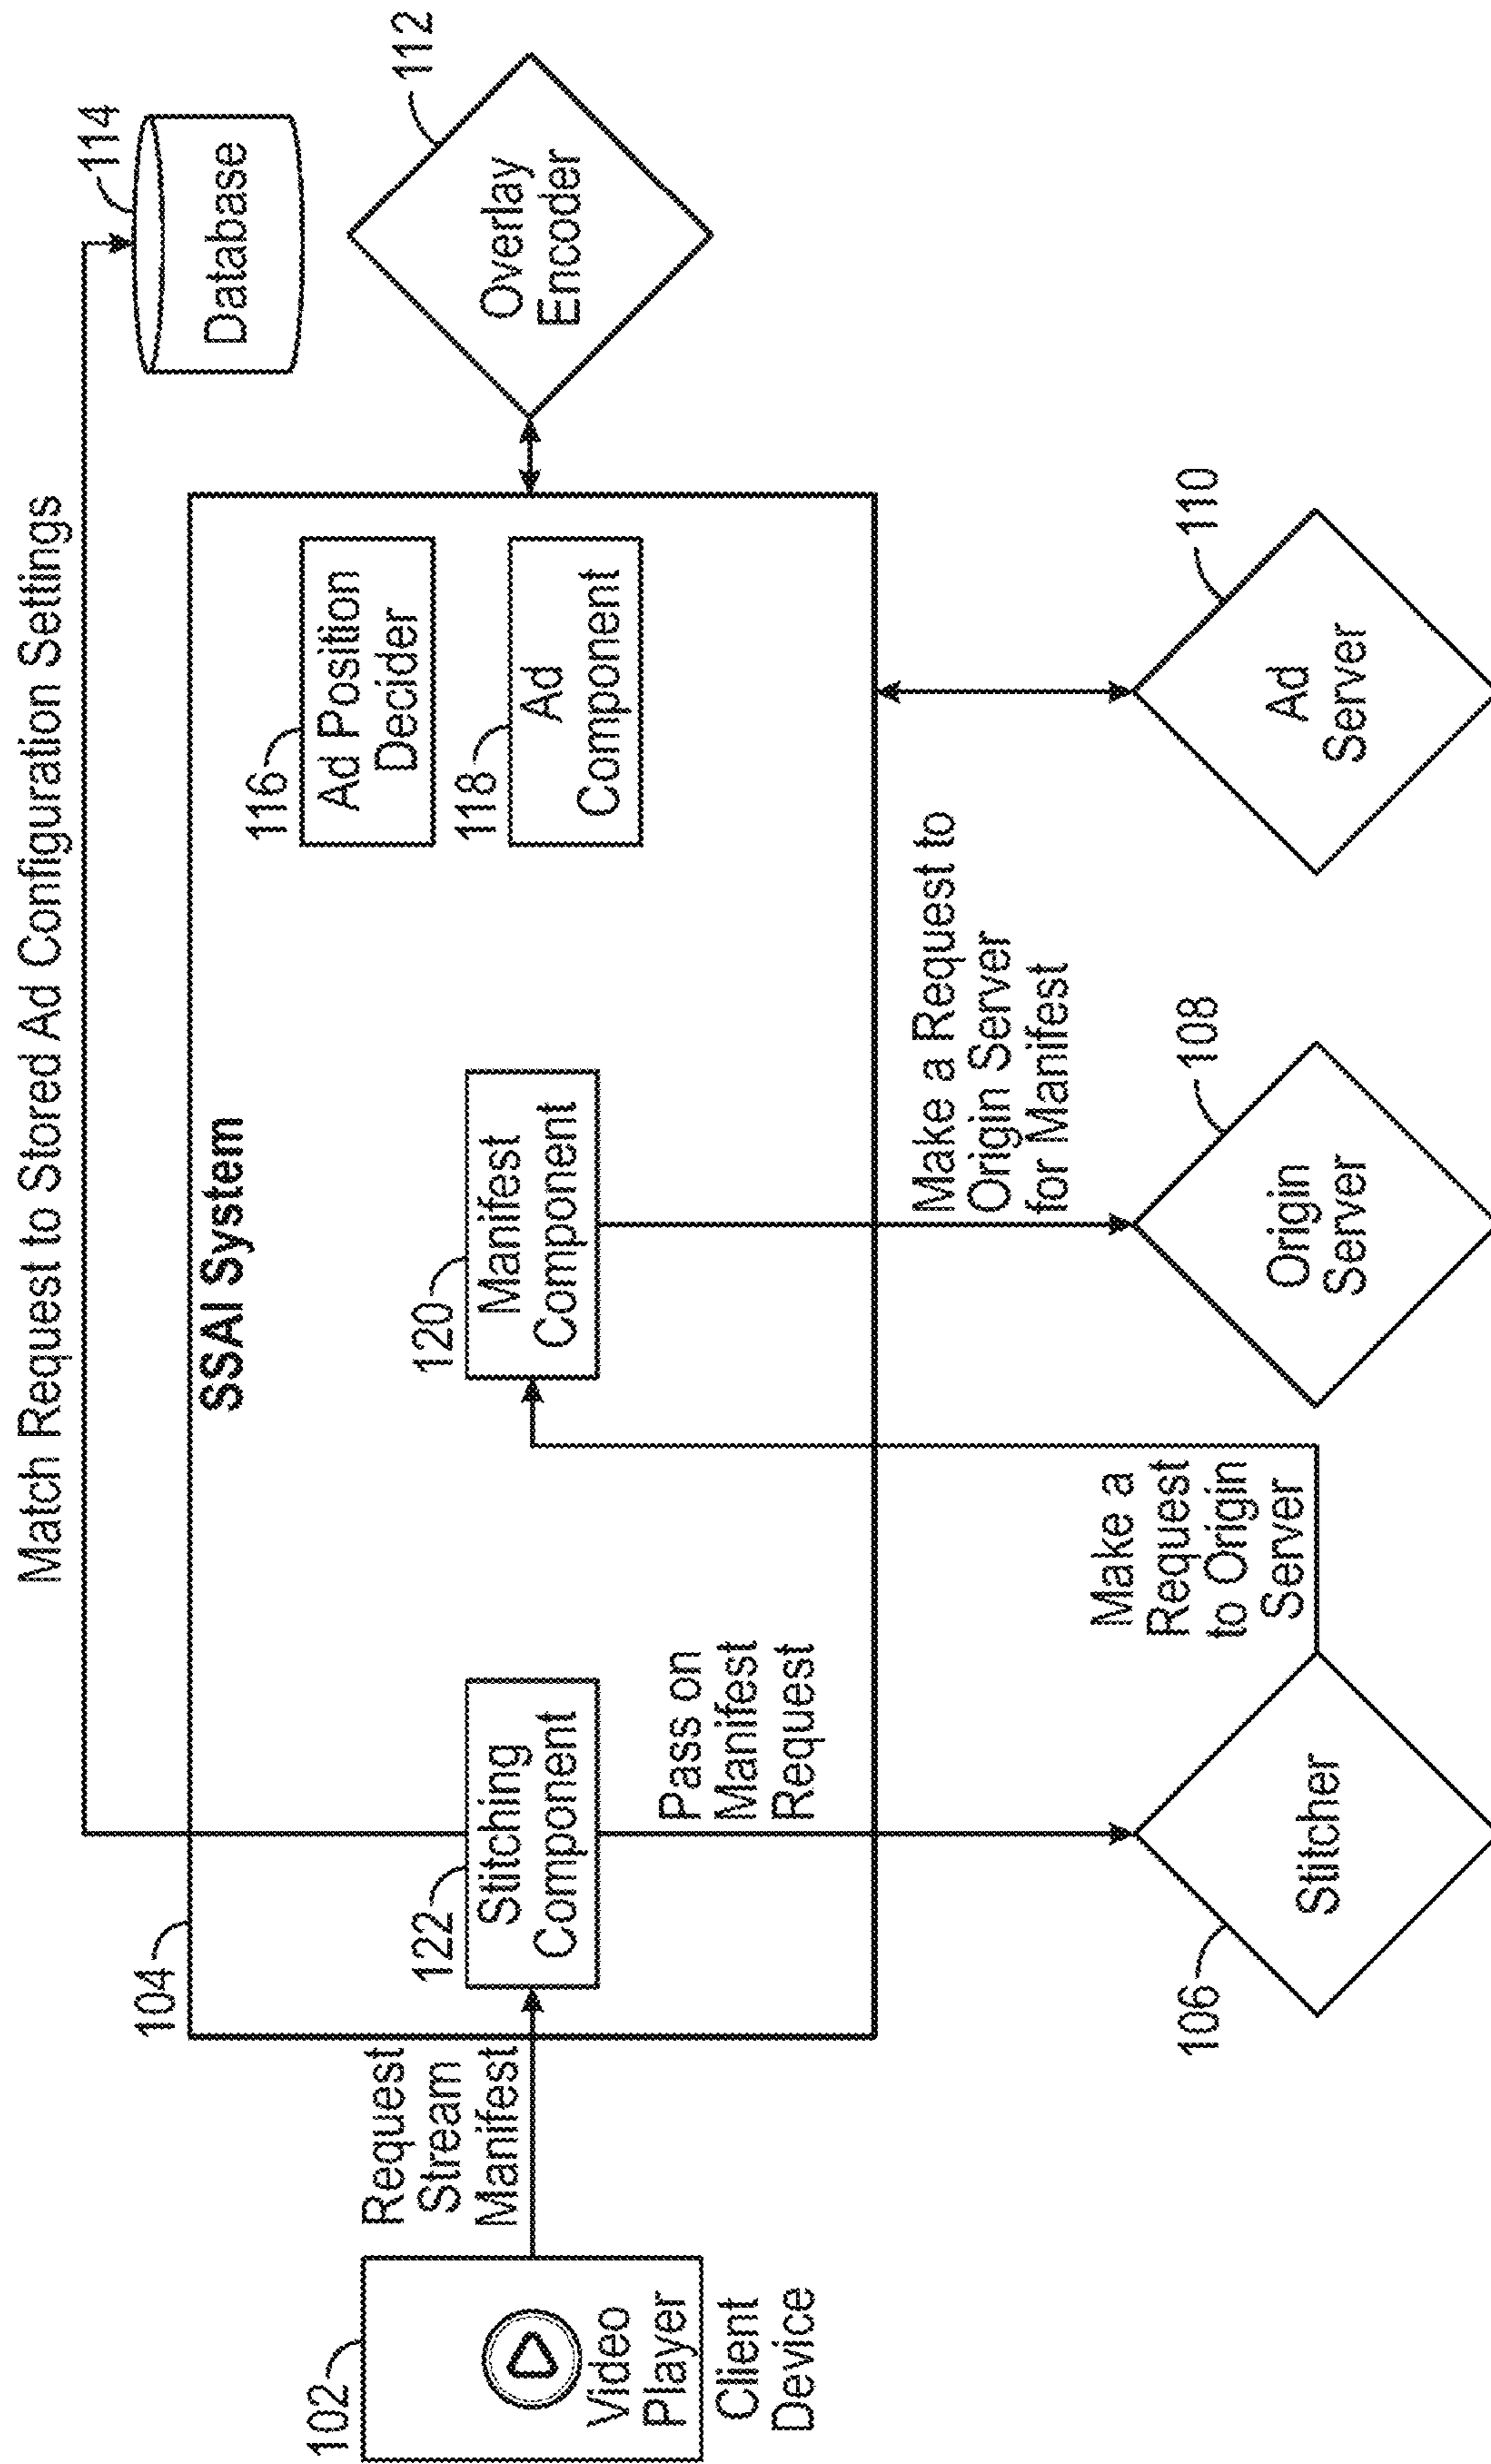 Match Request to Stored Ad Configuration Settings
114
Database
104
SSAI System
116
Ad Position
Decider
118
Ad
Component
112
Overlay
Encoder
102
Video
Player
Client
Device
Request
Stream
Manifest
122
Stitching
Component
120
Manifest
Component
Pass on
Manifest
Request
Make a
Request
to Origin
Server
Make a Request to
Origin Server
for Manifest
106
Stitcher
108
Origin
Server
110
Ad
Server